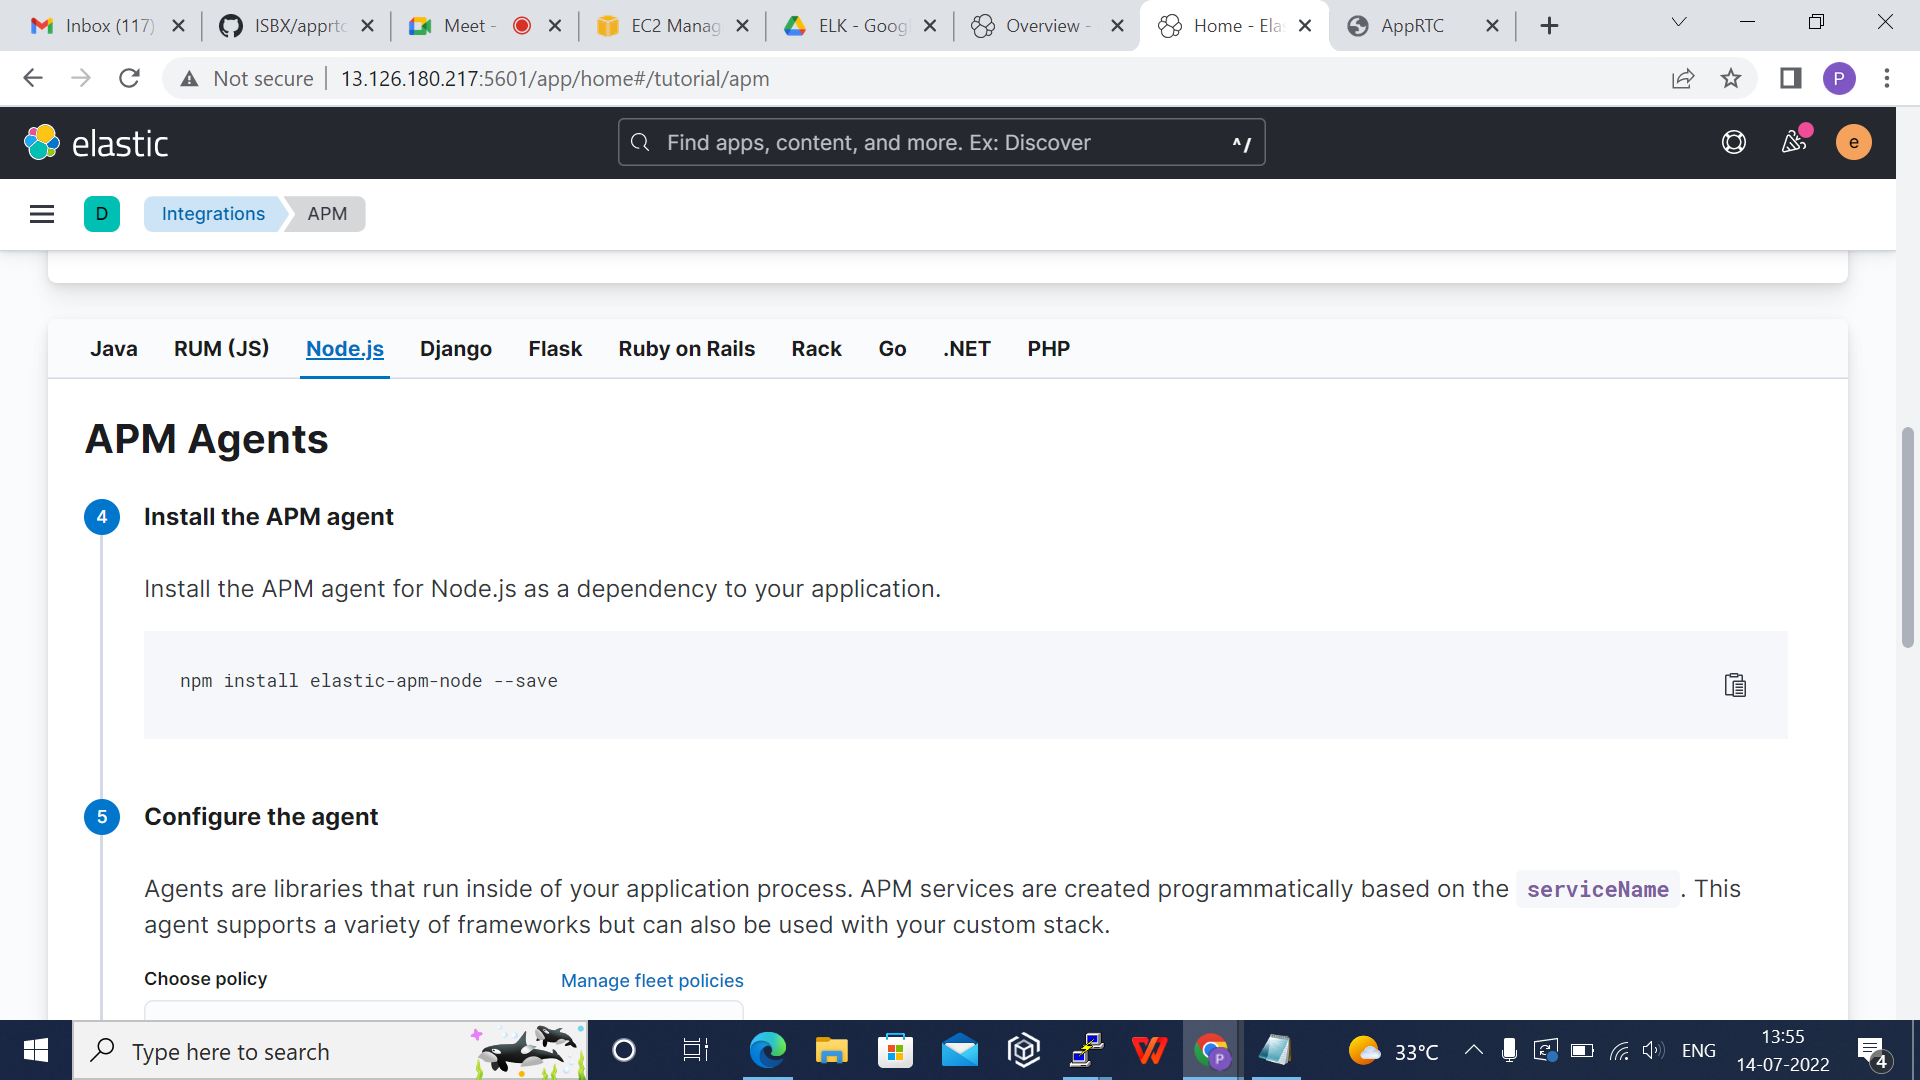 Inbox (117)
ISBX/apprtc
Meet -
EC2 Manag
ELK - Goog
Overview -
Home - Ela
AppRTC
Not secure
13.126.180.217:5601/app/home#/tutorial/apm
P
elastic
Find apps, content, and more. Ex: Discover
^/
e
D
Integrations
APM
Java RUM (JS) Node.js Django Flask Ruby on Rails Rack Go .NET PHP
APM Agents
4 Install the APM agent
Install the APM agent for Node.js as a dependency to your application.
npm install elastic-apm-node --save
5 Configure the agent
Agents are libraries that run inside of your application process. APM services are created programmatically based on the serviceName . This
agent supports a variety of frameworks but can also be used with your custom stack.
Choose policy
Manage fleet policies
Type here to search
P
33°C
ENG
13:55
14-07-2022
4